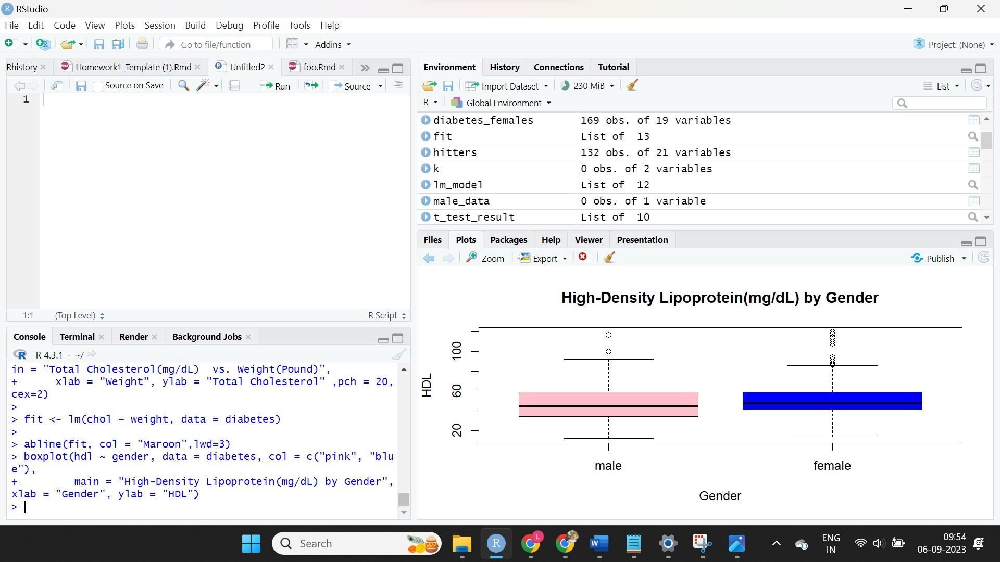 RStudio
File Edit Code View Plots Session Build Debug Profile Tools Help
Go to file/function Addins Project: (None)
Rhistory Homework1_Template (1).Rmd Untitled2 foo.Rmd
Source on Save Run Source
1
1:1 (Top Level) R Script
Console Terminal Render Background Jobs
R 4.3.1 · ~/
in = "Total Cholesterol(mg/dL)  vs. Weight(Pound)",
+      xlab = "Weight", ylab = "Total Cholesterol" ,pch = 20,
cex=2)
>
> fit <- lm(chol ~ weight, data = diabetes)
>
> abline(fit, col = "Maroon",lwd=3)
> boxplot(hdl ~ gender, data = diabetes, col = c("pink", "blu
e"),
+         main = "High-Density Lipoprotein(mg/dL) by Gender",
xlab = "Gender", ylab = "HDL")
>
Environment History Connections Tutorial
Import Dataset 230 MiB List
R Global Environment
diabetes_females 169 obs. of 19 variables
fit List of  13
hitters 132 obs. of 21 variables
k 0 obs. of 2 variables
lm_model List of  12
male_data 0 obs. of 1 variable
t_test_result List of  10
Files Plots Packages Help Viewer Presentation
Zoom Export Publish
High-Density Lipoprotein(mg/dL) by Gender
HDL
100
60
20
male female
Gender
Search
L
R
W
ENG
IN
09:54
06-09-2023